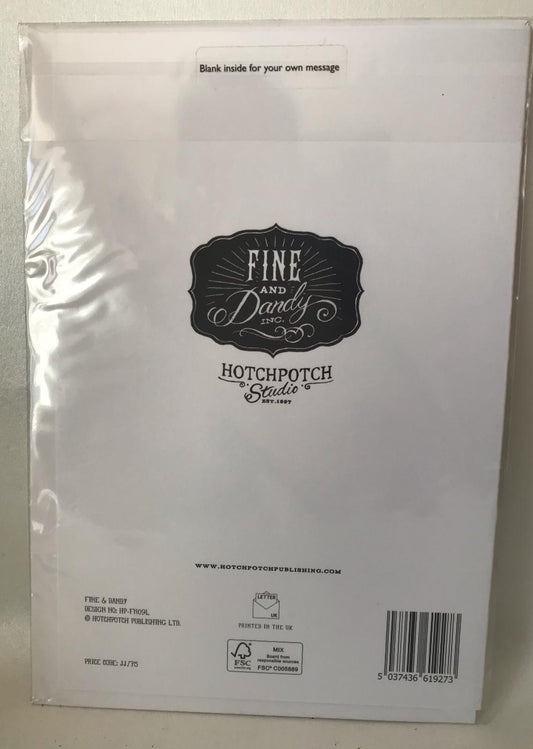 Blank inside for your own message
FINE
AND
Dandy
INC.
HOTCHPOTCH
Studio
EST. 1997
WWW.HOTCHPOTCHPUBLISHING.COM
FINE & DANDY
DESIGN NO: HP-FN09L
© HOTCHPOTCH PUBLISHING LTD.
PRICE CODE: JJ/75
LETTER
UK
PRINTED IN THE UK
FSC
MIX
Board from
responsible sources
FSC® C005889
5 037436 619273